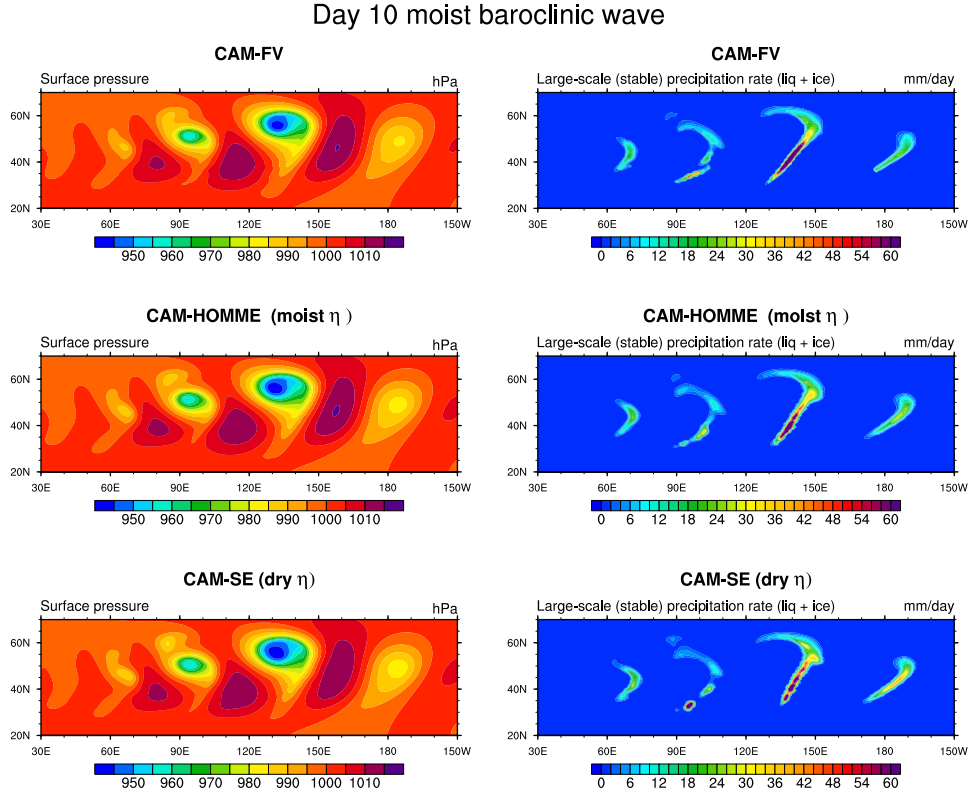 Day 10 moist baroclinic wave
CAM-FV
Surface pressure hPa
60N
40N
20N
30E 60E 90E 120E 150E 180 150W
950 960 970 980 990 1000 1010
CAM-FV
Large-scale (stable) precipitation rate (liq + ice) mm/day
60N
40N
20N
30E 60E 90E 120E 150E 180 150W
0 6 12 18 24 30 36 42 48 54 60
CAM-HOMME (moist η )
Surface pressure hPa
60N
40N
20N
30E 60E 90E 120E 150E 180 150W
950 960 970 980 990 1000 1010
CAM-HOMME (moist η )
Large-scale (stable) precipitation rate (liq + ice) mm/day
60N
40N
20N
30E 60E 90E 120E 150E 180 150W
0 6 12 18 24 30 36 42 48 54 60
CAM-SE (dry η)
Surface pressure hPa
60N
40N
20N
30E 60E 90E 120E 150E 180 150W
950 960 970 980 990 1000 1010
CAM-SE (dry η)
Large-scale (stable) precipitation rate (liq + ice) mm/day
60N
40N
20N
30E 60E 90E 120E 150E 180 150W
0 6 12 18 24 30 36 42 48 54 60